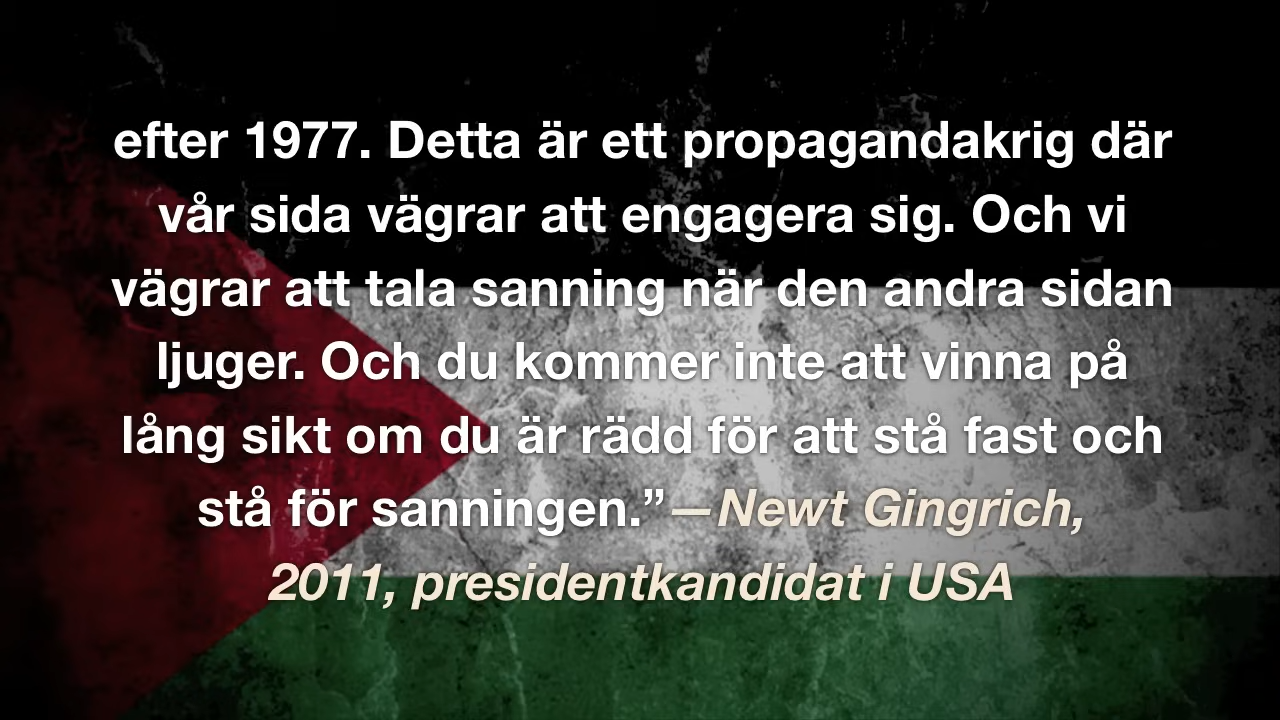 efter 1977. Detta är ett propagandakrig där
vår sida vägrar att engagera sig. Och vi
vägrar att tala sanning när den andra sidan
ljuger. Och du kommer inte att vinna på
lång sikt om du är rädd för att stå fast och
stå för sanningen.”—Newt Gingrich,
2011, presidentkandidat i USA